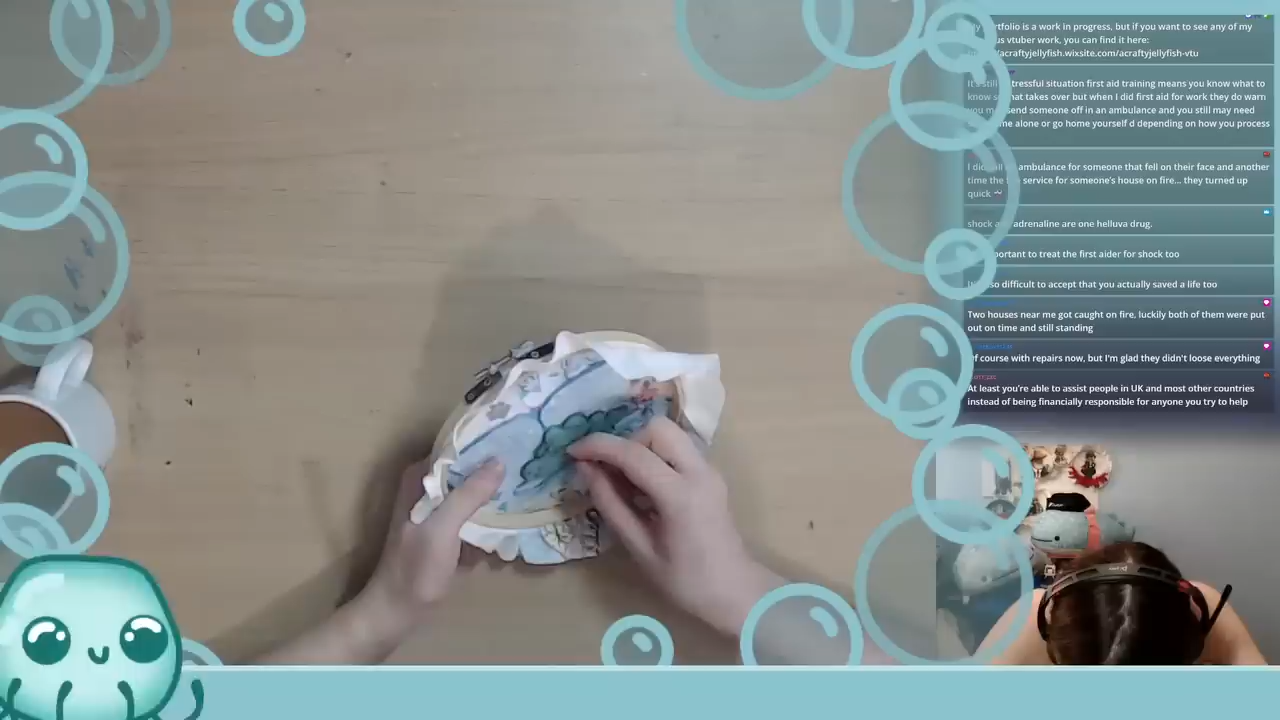 rtfolio is a work in progress, but if you want to see any of my
us vtuber work, you can find it here:
/acraftyjellyfish.wixsite.com/acraftyjellyfish-vtu
It's still tressful situation first aid training means you know what to
know s hat takes over but when I did first aid for work they do warn
you m send someone off in an ambulance and you still may need
me alone or go home yourself d depending on how you process
I did ambulance for someone that fell on their face and another
time the service for someone's house on fire... they turned up
quick
shock a adrenaline are one helluva drug.
portant to treat the first aider for shock too
so difficult to accept that you actually saved a life too
Two houses near me got caught on fire, luckily both of them were put
out on time and still standing
f course with repairs now, but I'm glad they didn't loose everything
At least you're able to assist people in UK and most other countries
instead of being financially responsible for anyone you try to help